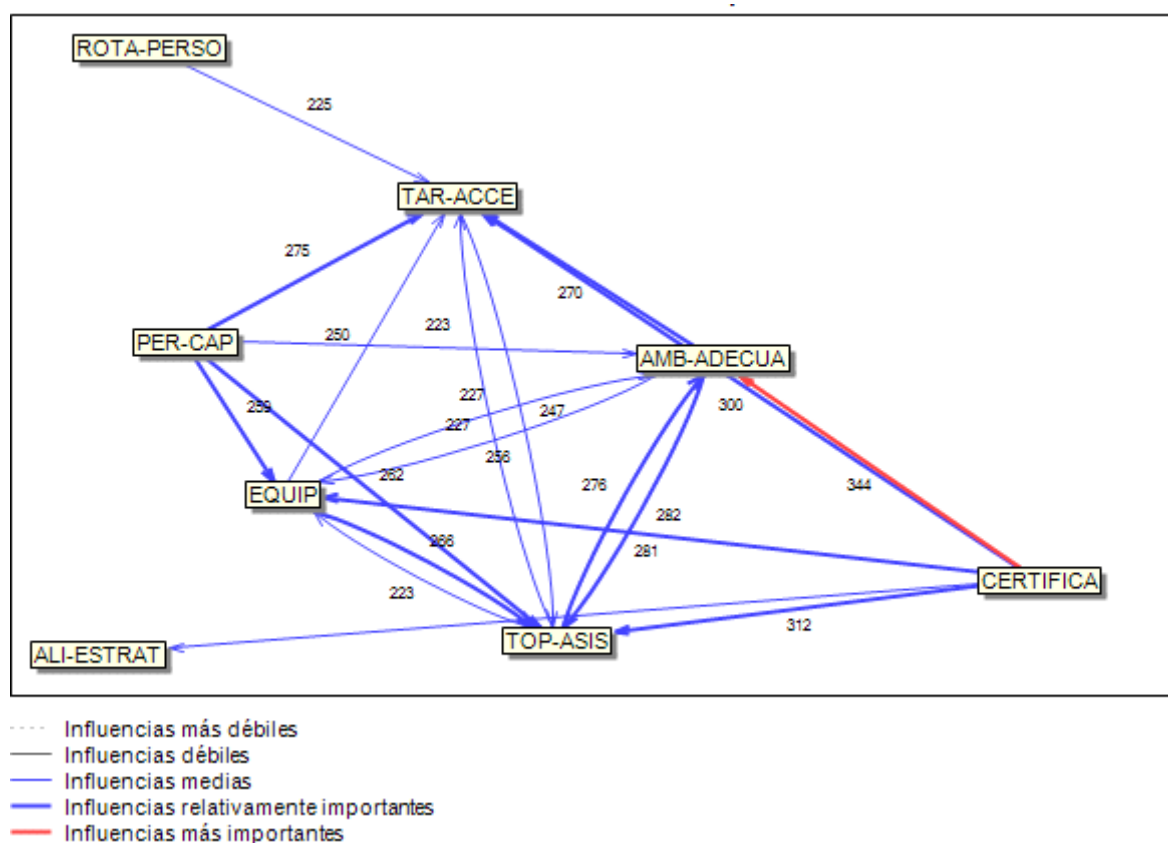 ROTA-PERSO
225
TAR-ACCE
275
270
250
223
PER-CAP
AMB-ADECUA
259
227
227
247
300
256
262
276
344
EQUIP
282
266
281
CERTIFICA
223
312
ALI-ESTRAT
TOP-ASIS
Influencias más débiles
Influencias débiles
Influencias medias
Influencias relativamente importantes
Influencias más importantes